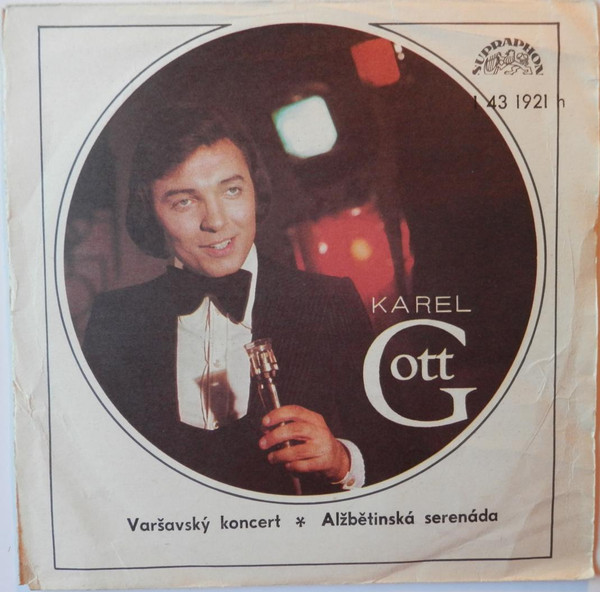 SUPRAPHON
1 43 1921 h
KAREL
Gott
Varšavský koncert * Alžbětinská serenáda